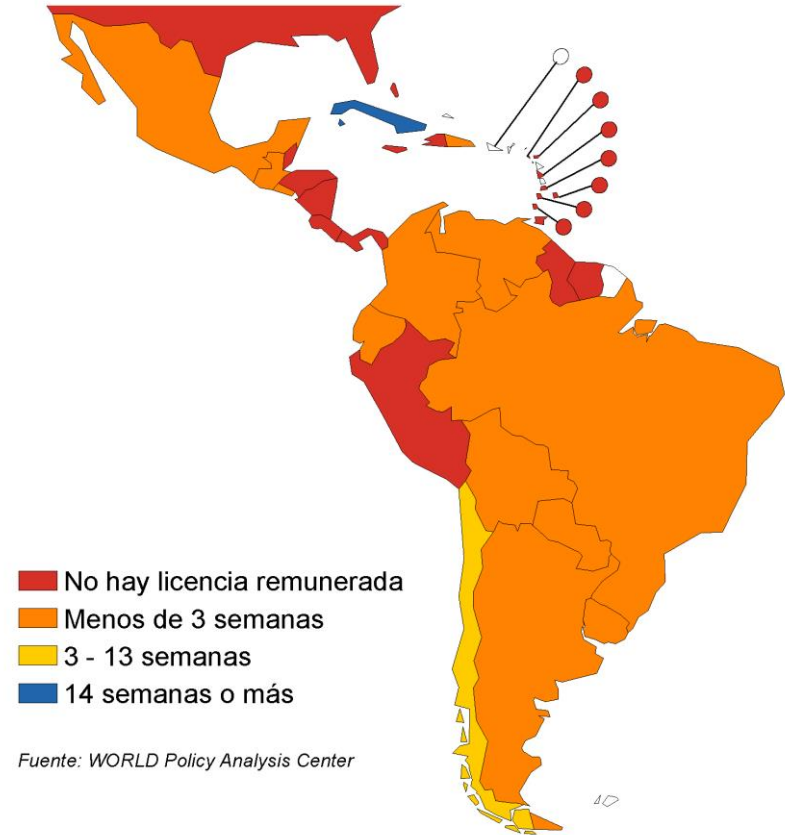 No hay licencia remunerada
Menos de 3 semanas
3 - 13 semanas
14 semanas o más
Fuente: WORLD Policy Analysis Center